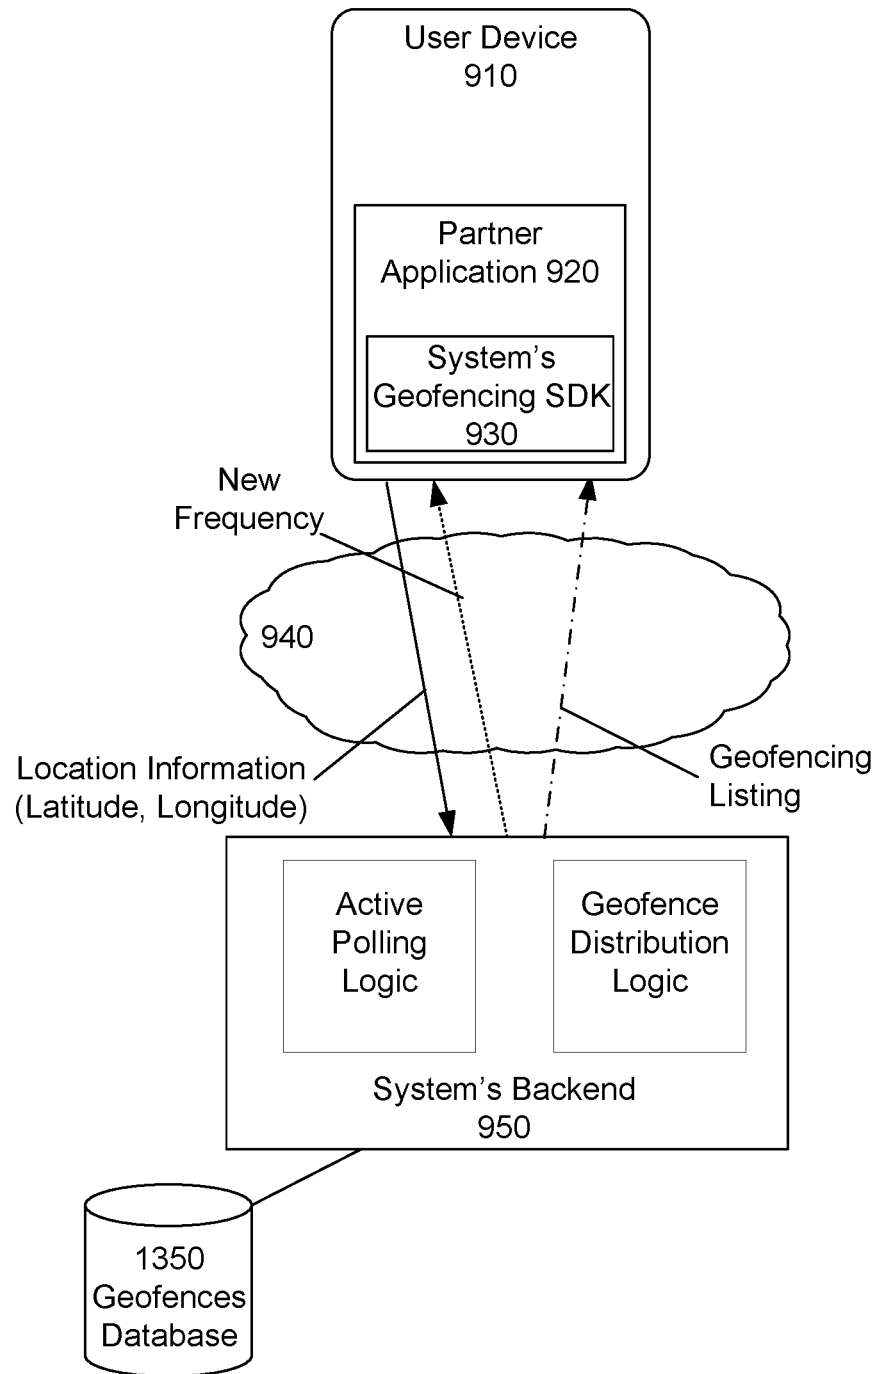 User Device
910
Partner
Application 920
System's
Geofencing SDK
930
New
Frequency
940
Location Information
(Latitude, Longitude)
Geofencing
Listing
Active
Polling
Logic
Geofence
Distribution
Logic
System's Backend
950
1350
Geofences
Database